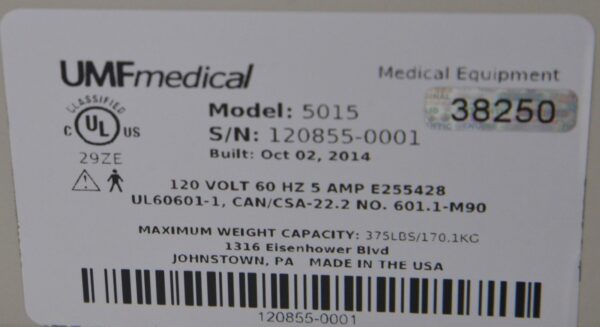 UMFmedical
Medical Equipment
CLASSIFIED
C UL US
29ZE
Model: 5015
S/N: 120855-0001
Built: Oct 02, 2014
38250
120 VOLT 60 HZ 5 AMP E255428
UL60601-1, CAN/CSA-22.2 NO. 601.1-M90
MAXIMUM WEIGHT CAPACITY: 375LBS/170.1KG
1316 Eisenhower Blvd
JOHNSTOWN, PA MADE IN THE USA
120855-0001